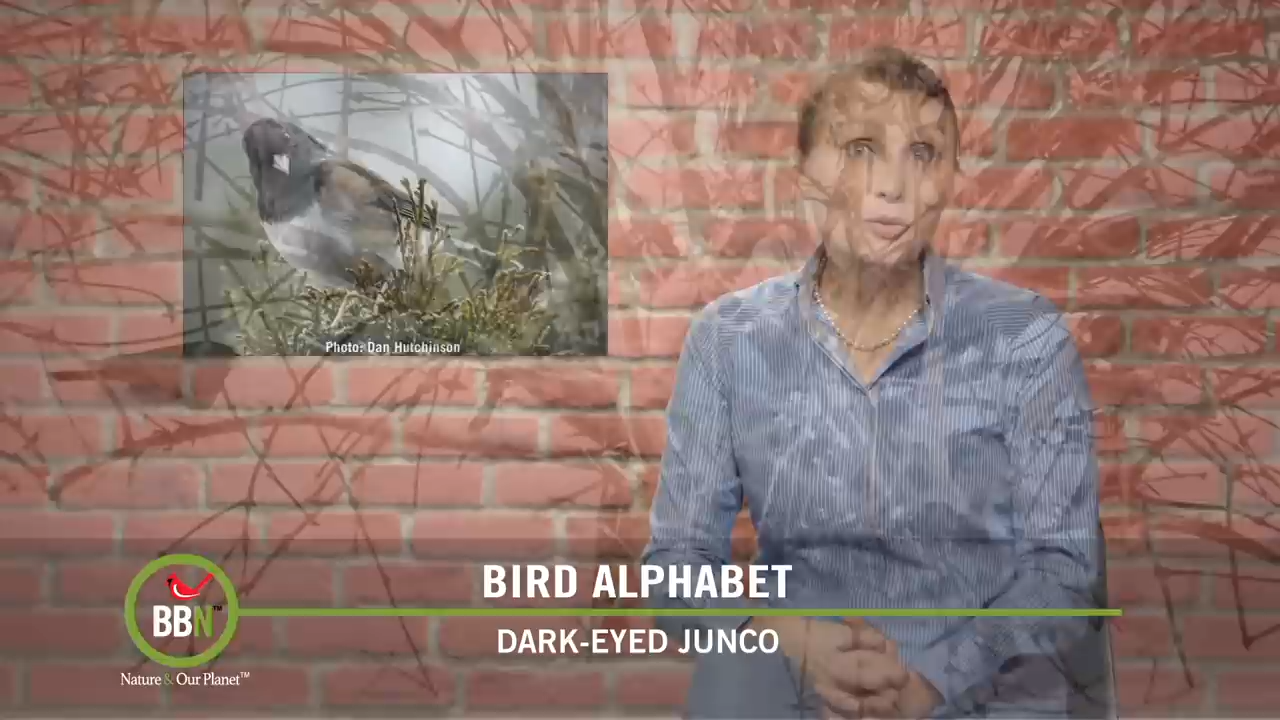 Photo: Dan Hutchinson
BIRD ALPHABET
BBN™
DARK-EYED JUNCO
Nature & Our Planet™